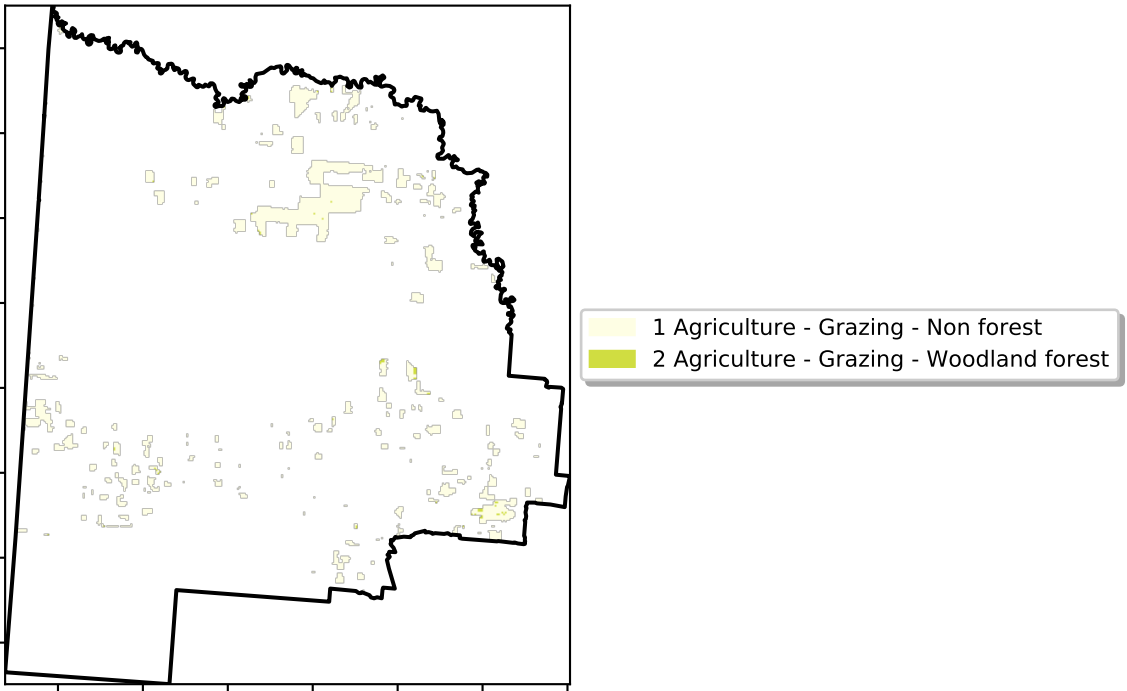 1 Agriculture - Grazing - Non forest
2 Agriculture - Grazing - Woodland forest